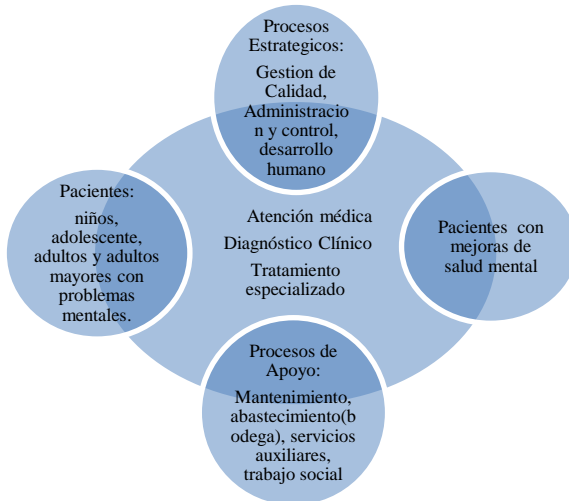 Procesos
Estrategicos:
Gestion de
Calidad,
Administracio
n y control,
desarrollo
humano
Pacientes:
niños,
adolescente,
adultos y adultos
mayores con
problemas
mentales.
Atención médica
Diagnóstico Clínico
Tratamiento
especializado
Pacientes con
mejoras de
salud mental
Procesos de
Apoyo:
Mantenimiento,
abastecimiento(b
odega), servicios
auxiliares,
trabajo social